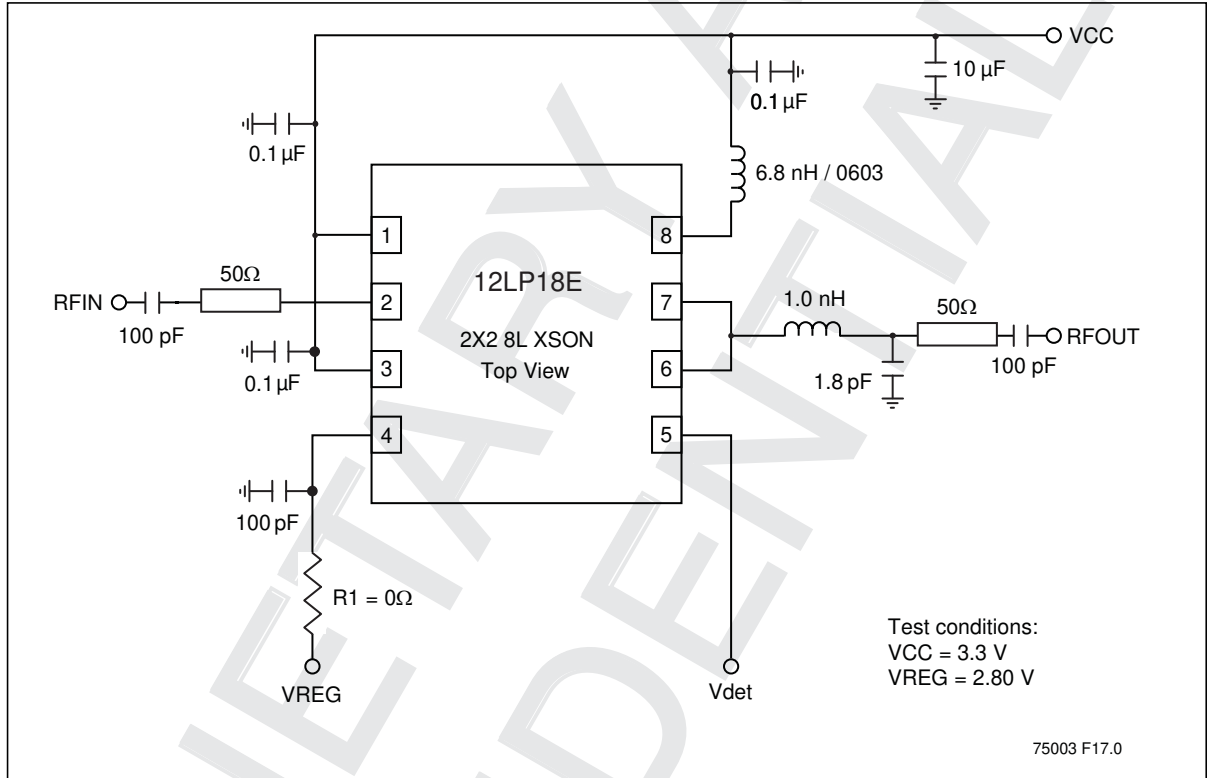 VCC
10 µF
0.1 µF
0.1 µF
6.8 nH / 0603
1
8
12LP18E
50Ω
RFIN
100 pF
2
7
1.0 nH
50Ω
RFOUT
100 pF
2X2 8L XSON
Top View
0.1 µF
3
6
1.8 pF
4
5
100 pF
R1 = 0Ω
VREG
Vdet
Test conditions:
VCC = 3.3 V
VREG = 2.80 V
75003 F17.0